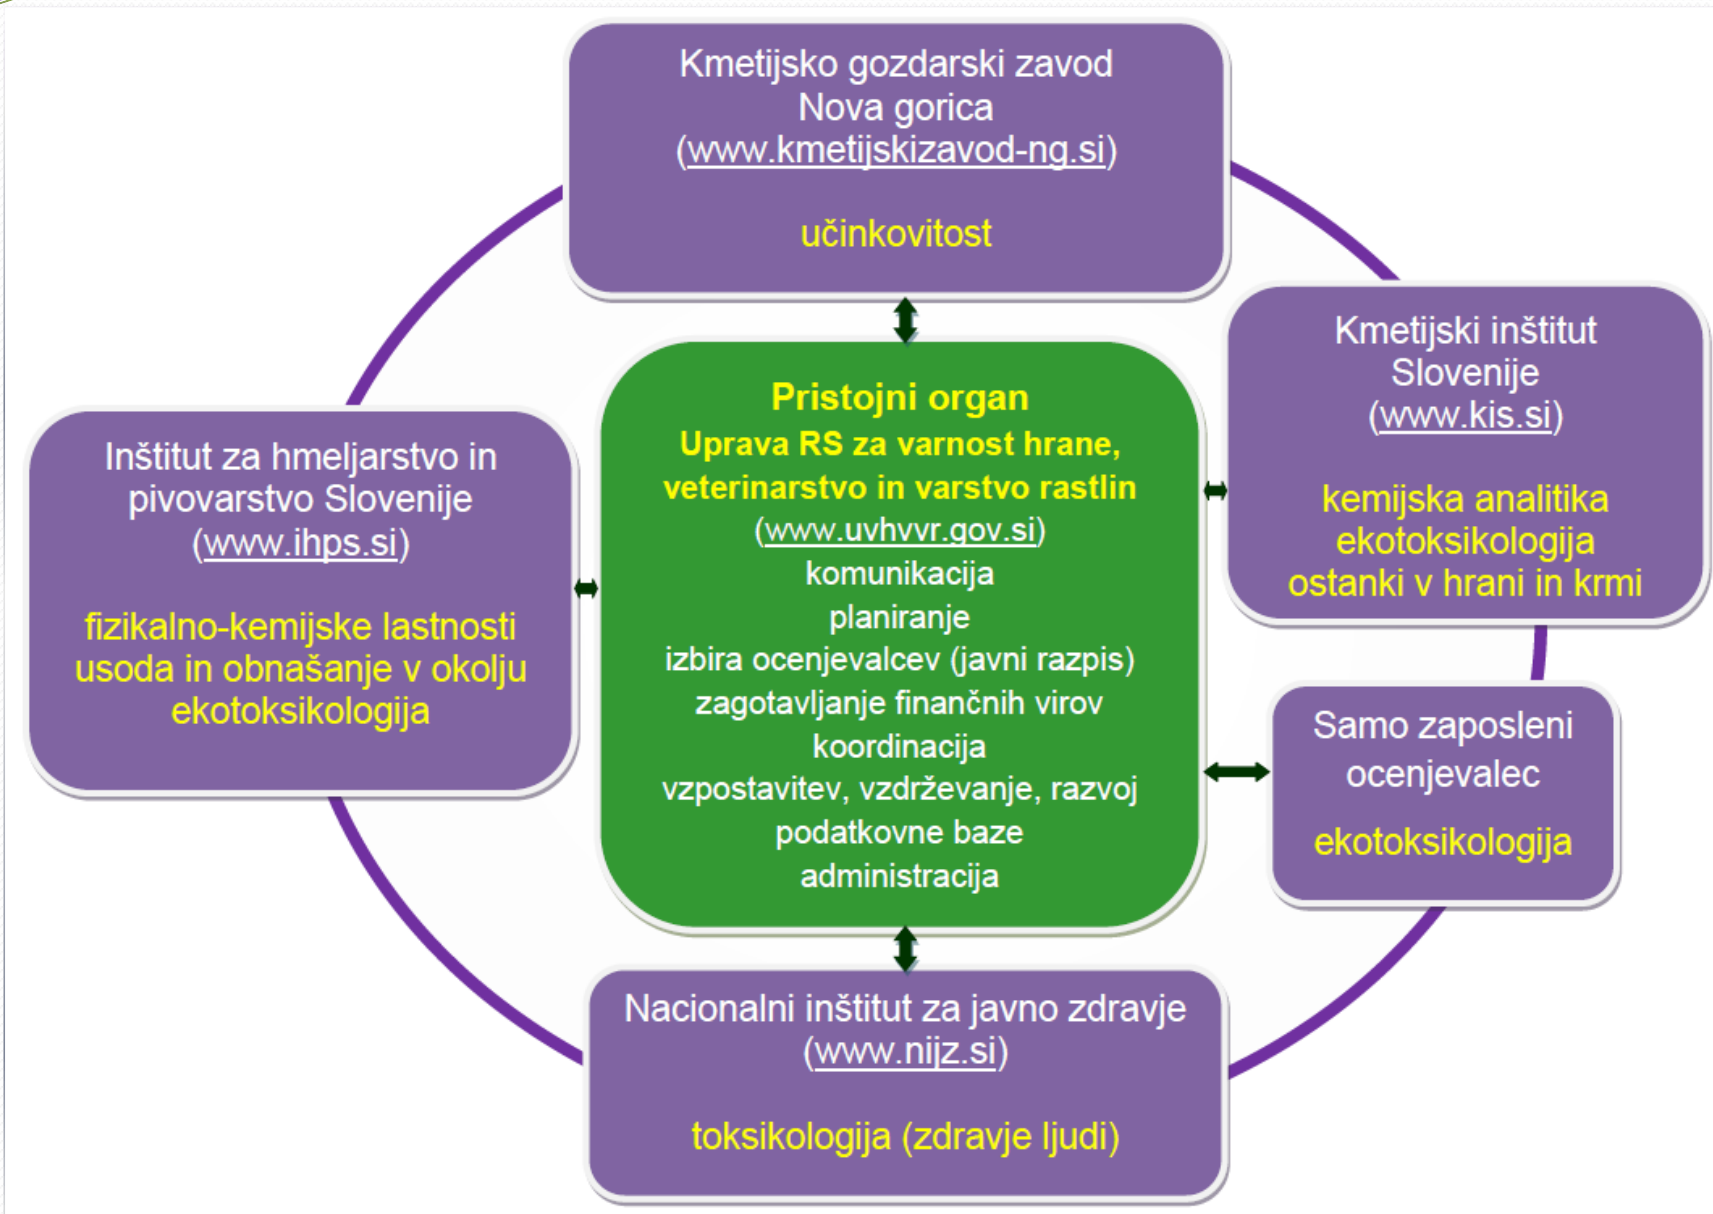 Kmetijsko gozdarski zavod
Nova gorica
(www.kmetijskizavod-ng.si)
učinkovitost
Kmetijski inštitut
Slovenije
(www.kis.si)
kemijska analitika
ekotoksikologija
ostanki v hrani in krmi
Inštitut za hmeljarstvo in
pivovarstvo Slovenije
(www.ihps.si)
fizikalno-kemijske lastnosti
usoda in obnašanje v okolju
ekotoksikologija
Pristojni organ
Uprava RS za varnost hrane,
veterinarstvo in varstvo rastlin
(www.uvhvvr.gov.si)
komunikacija
planiranje
izbira ocenjevalcev (javni razpis)
zagotavljanje finančnih virov
koordinacija
vzpostavitev, vzdrževanje, razvoj
podatkovne baze
administracija
Samo zaposleni
ocenjevalec
ekotoksikologija
Nacionalni inštitut za javno zdravje
(www.nijz.si)
toksikologija (zdravje ljudi)